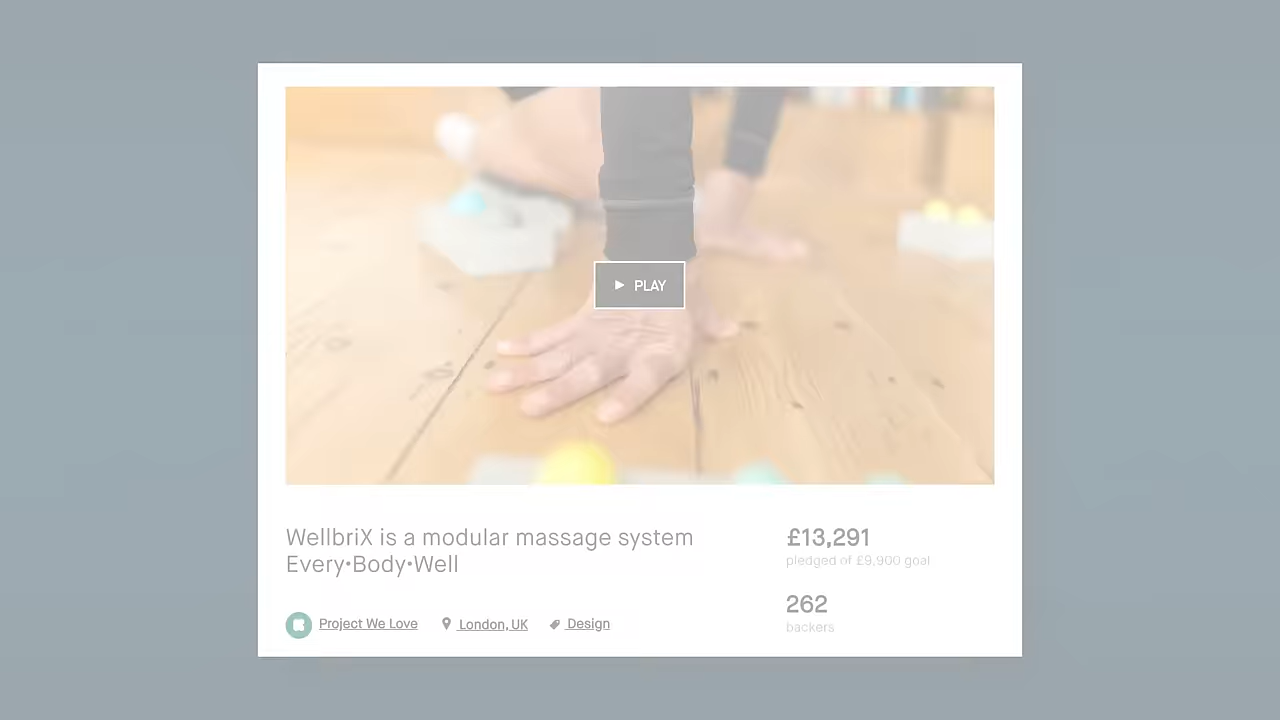 PLAY
WellbriX is a modular massage system
Every•Body•Well
£13,291
pledged of £9,900 goal
262
backers
Project We Love
London, UK
Design